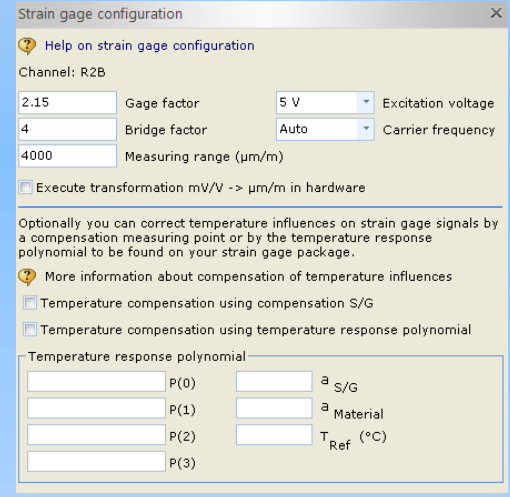 Strain gage configuration
Help on strain gage configuration
Channel: R2B
2.15 Gage factor 5 V Excitation voltage
4 Bridge factor Auto Carrier frequency
4000 Measuring range (µm/m)
Execute transformation mV/V -> µm/m in hardware
Optionally you can correct temperature influences on strain gage signals by
a compensation measuring point or by the temperature response
polynomial to be found on your strain gage package.
More information about compensation of temperature influences
Temperature compensation using compensation S/G
Temperature compensation using temperature response polynomial
Temperature response polynomial
P(0) a S/G
P(1) a Material
P(2) T Ref (°C)
P(3)